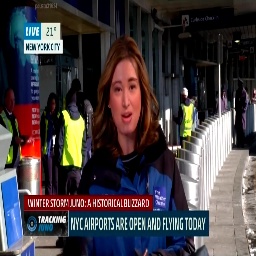 LIVE 21°
NEW YORK CITY
WINTER STORM JUNO: A HISTORICAL BLIZZARD
TRACKING
JUNO
NYC AIRPORTS ARE OPEN AND FLYING TODAY